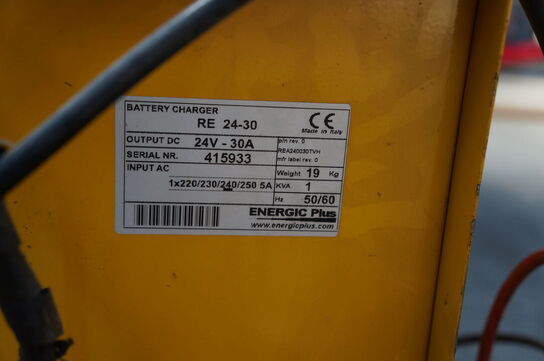 BATTERY CHARGER
RE 24-30
CE
Made in Italy
OUTPUT DC 24V - 30A
p/n rev. 0
REA240030TVH
SERIAL NR. 415933
mfr label rev. 0
INPUT AC
Weight 19 Kg
1x220/230/240/250 5A
KVA 1
Hz 50/60
ENERGIC Plus
www.energicplus.com